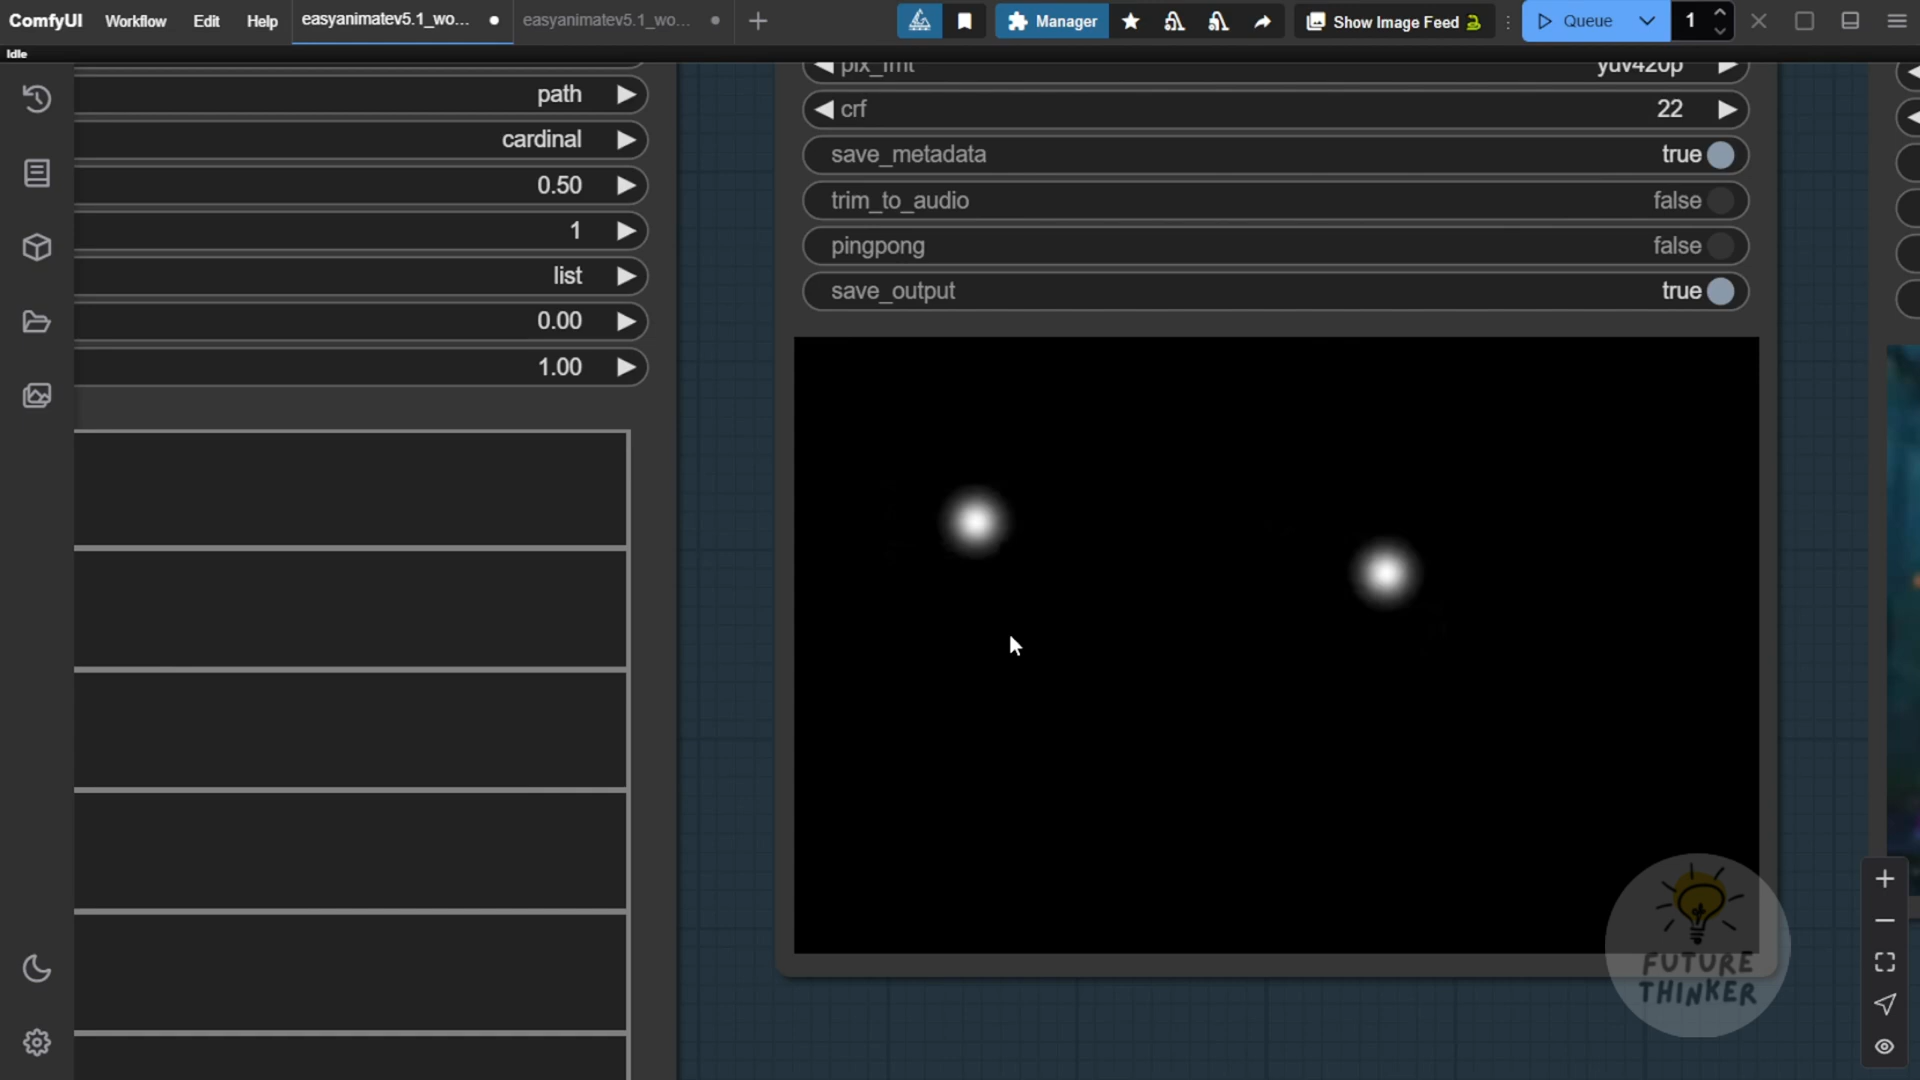 ComfyUI Workflow Edit Help easyanimatev5.1_wo... easyanimatev5.1_wo... Manager Show Image Feed Queue 1
Idle
path
cardinal
0.50
1
list
0.00
1.00
pix_fmt yuv420p
crf 22
save_metadata true
trim_to_audio false
pingpong false
save_output true
FUTURE
THINKER